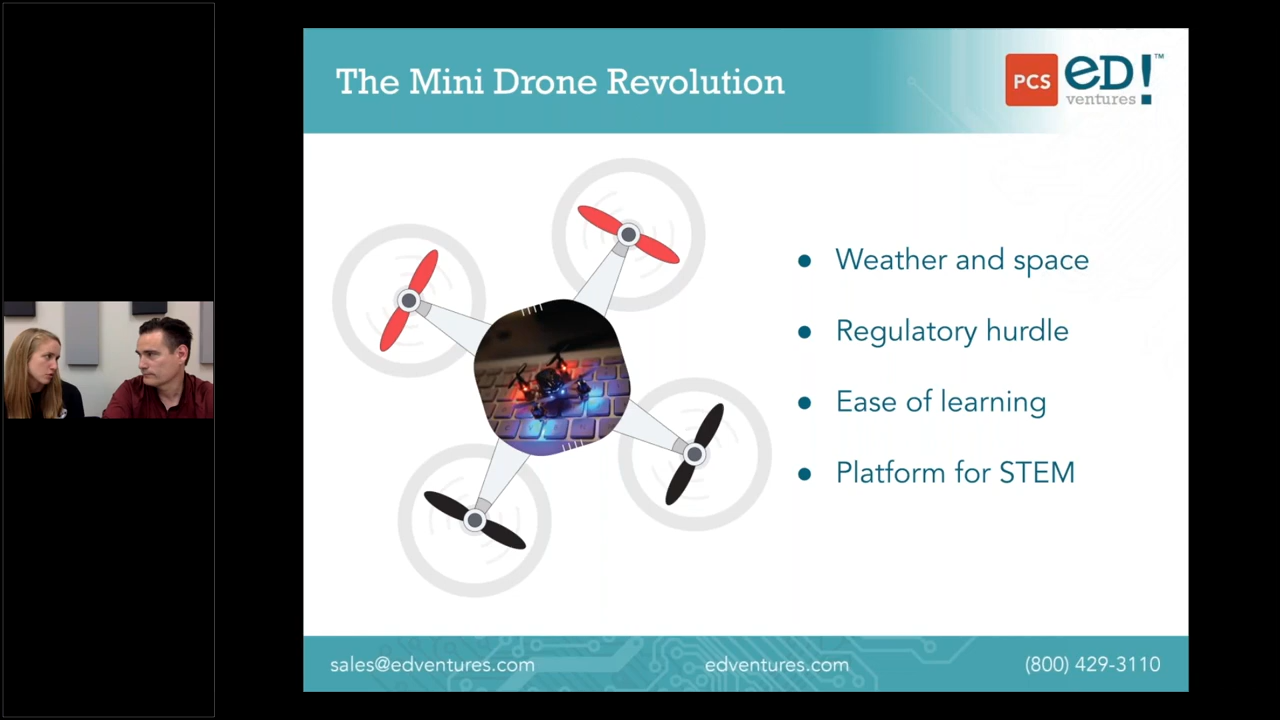 The Mini Drone Revolution
PCS
eD!™
ventures
● Weather and space
● Regulatory hurdle
● Ease of learning
● Platform for STEM
sales@edventures.com
edventures.com
(800) 429-3110